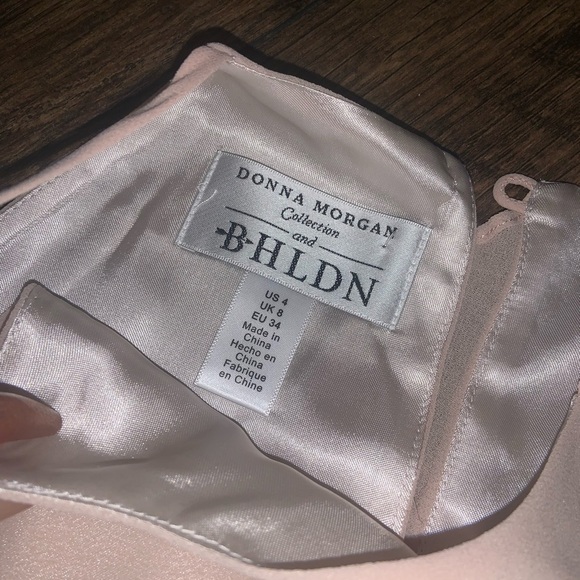 DONNA MORGAN
Collection
and
BHLDN
US 4
UK 8
EU 34
Made in
China
Hecho en
China
Fabrique
en Chine